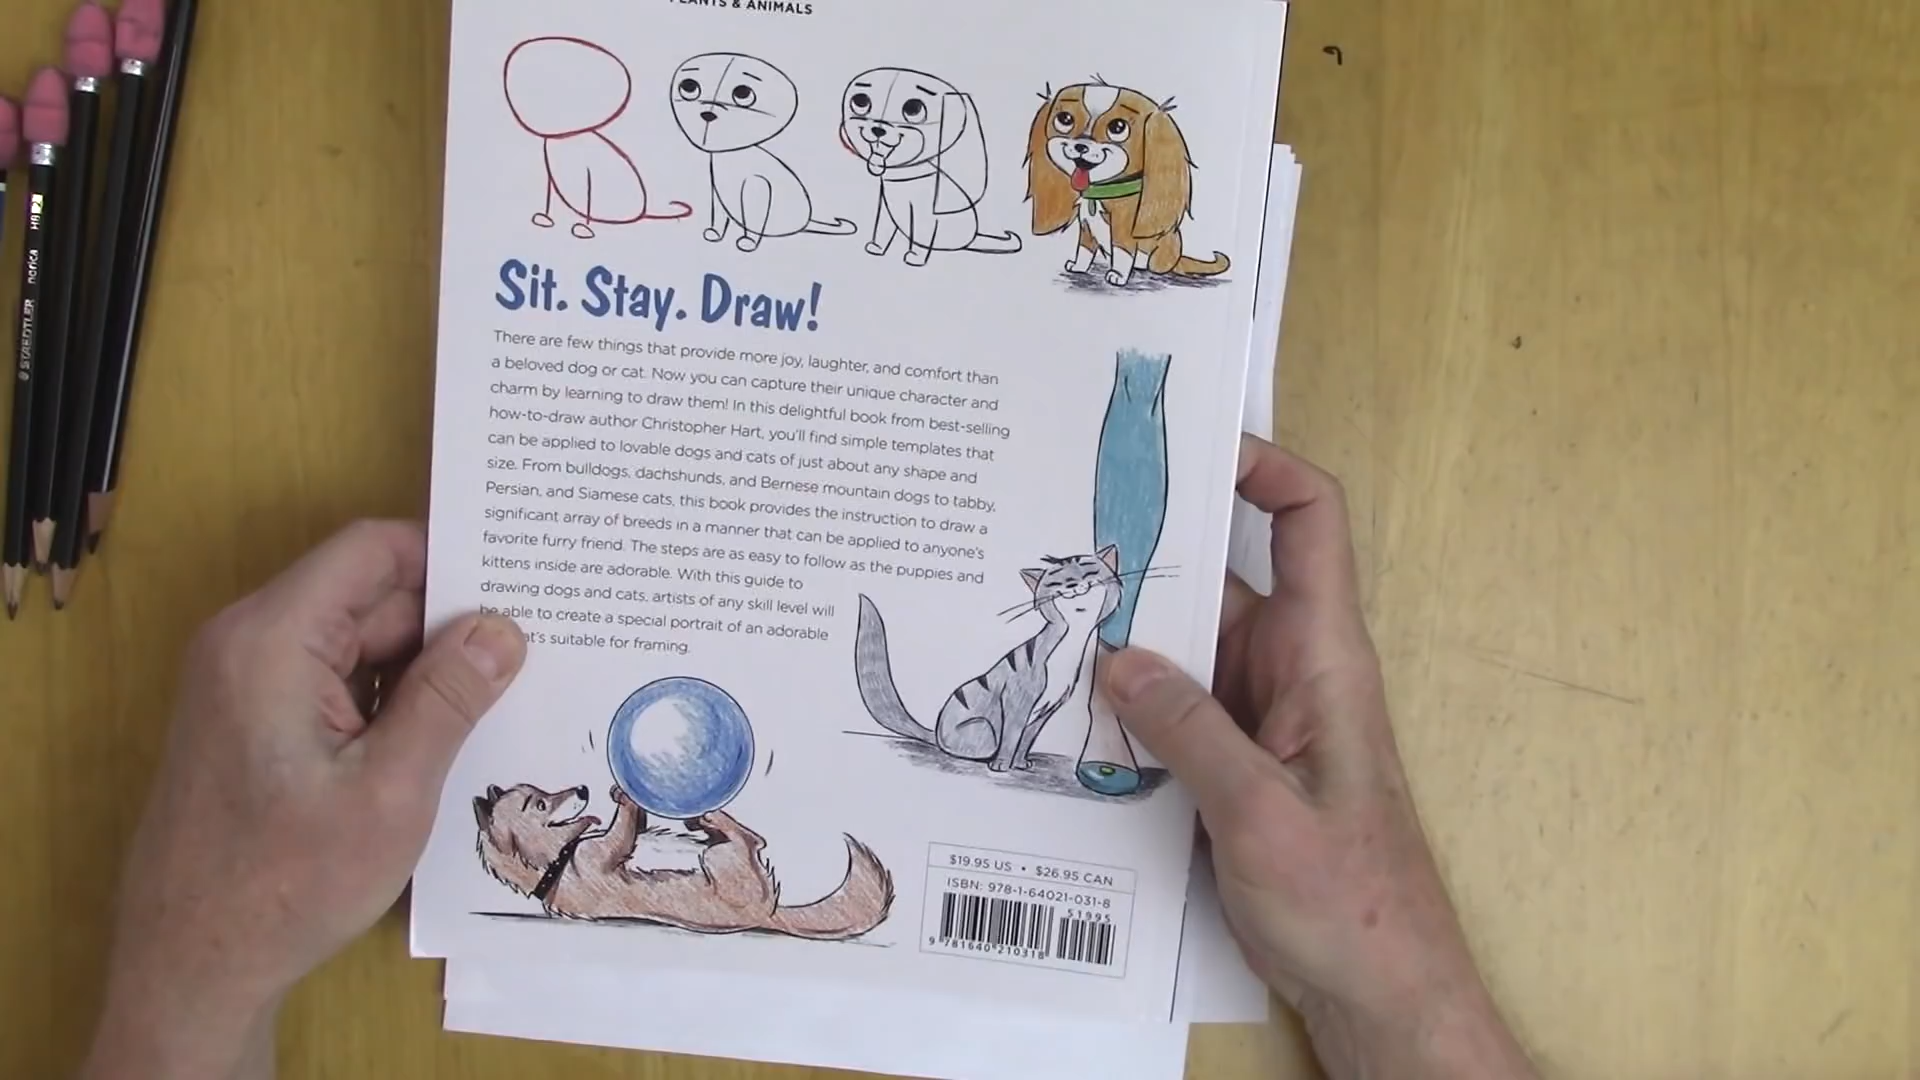 PLANTS & ANIMALS
Sit. Stay. Draw!
There are few things that provide more joy, laughter, and comfort than
a beloved dog or cat. Now you can capture their unique character and
charm by learning to draw them! In this delightful book from best-selling
how-to-draw author Christopher Hart, you'll find simple templates that
can be applied to lovable dogs and cats of just about any shape and
size. From bulldogs, dachshunds, and Bernese mountain dogs to tabby,
Persian, and Siamese cats, this book provides the instruction to draw a
significant array of breeds in a manner that can be applied to anyone's
favorite furry friend. The steps are as easy to follow as the puppies and
kittens inside are adorable. With this guide to
drawing dogs and cats, artists of any skill level will
be able to create a special portrait of an adorable
suitable for framing.
$19.95 US • $26.95 CAN
ISBN: 978-1-64021-031-8
51995
9 781640 210318
STAEDTLER norica HB 2